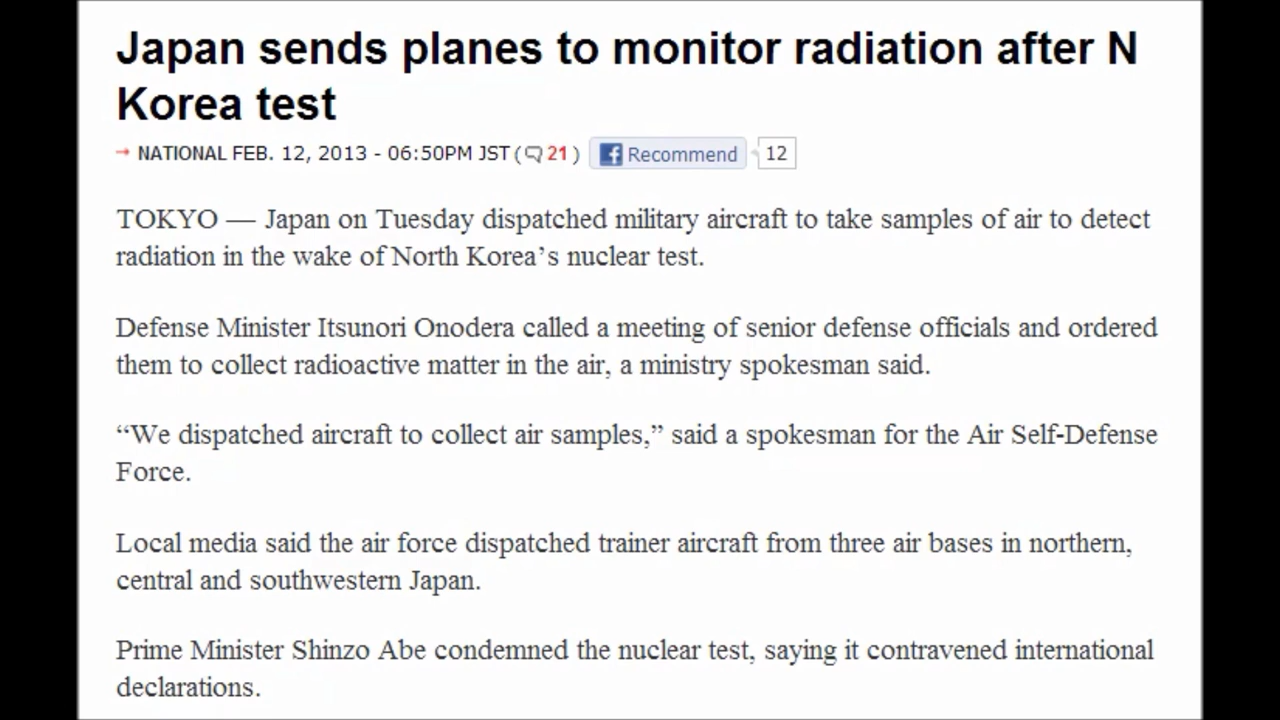 Japan sends planes to monitor radiation after N
Korea test
→ NATIONAL FEB. 12, 2013 - 06:50PM JST ( 21 ) Recommend 12
TOKYO — Japan on Tuesday dispatched military aircraft to take samples of air to detect
radiation in the wake of North Korea’s nuclear test.
Defense Minister Itsunori Onodera called a meeting of senior defense officials and ordered
them to collect radioactive matter in the air, a ministry spokesman said.
“We dispatched aircraft to collect air samples,” said a spokesman for the Air Self-Defense
Force.
Local media said the air force dispatched trainer aircraft from three air bases in northern,
central and southwestern Japan.
Prime Minister Shinzo Abe condemned the nuclear test, saying it contravened international
declarations.